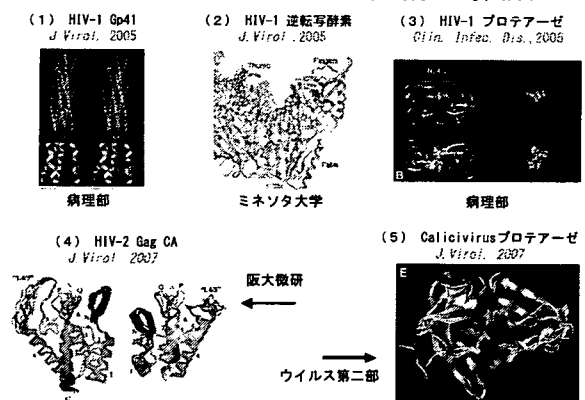 (1) HIV-1 Gp41
J.Virol. 2005
病理部
(2) HIV-1 逆転写酵素
J.Virol.,2005
Thumb
Fingers
Palm
ミネソタ大学
(3) HIV-1 プロテアーゼ
Clin. Infec. Dis.,2005
B
病理部
(4) HIV-2 Gag CA
J.Virol 2007
阪大微研
ウイルス第二部
(5) Calicivirusプロテアーゼ
J.Virol. 2007
E